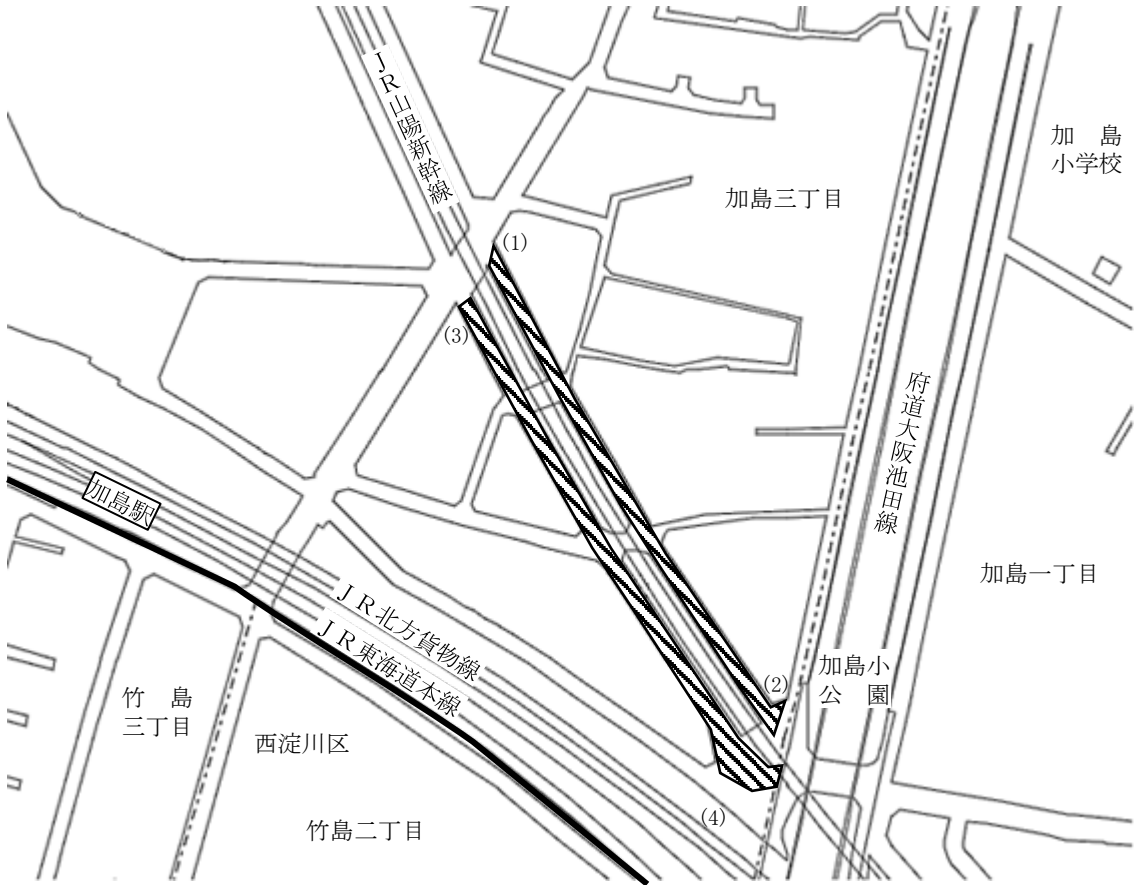 JR山陽新幹線
加　島
小学校
加島三丁目
(1)
(3)
府道大阪池田線
加島駅
加島一丁目
JR北方貨物線
JR東海道本線
加島小
公　園
(2)
竹　島
三丁目
西淀川区
(4)
竹島二丁目